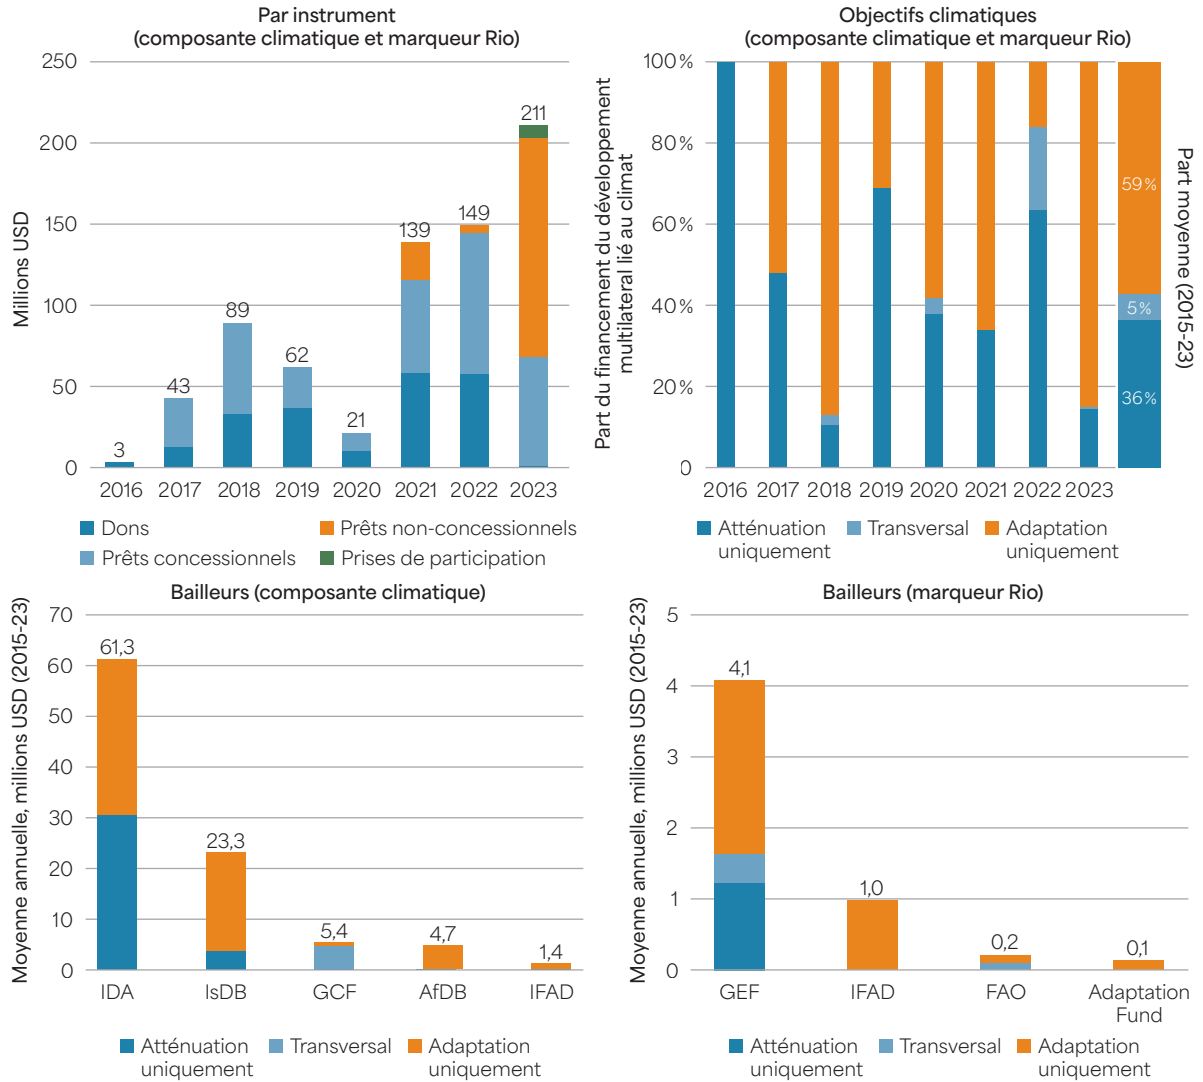 Par instrument
(composante climatique et marqueur Rio)
Millions USD
250
200
150
100
50
0
3
43
89
62
21
139
149
211
2016 2017 2018 2019 2020 2021 2022 2023
Dons
Prêts non-concessionnels
Prêts concessionnels
Prises de participation
Objectifs climatiques
(composante climatique et marqueur Rio)
Part du financement du développement
multilateral lié au climat
100 %
80 %
60 %
40 %
20 %
0
59 %
5 %
36 %
Part moyenne (2015-23)
2016 2017 2018 2019 2020 2021 2022 2023
Atténuation
uniquement
Transversal
Adaptation
uniquement
Bailleurs (composante climatique)
Moyenne annuelle, millions USD (2015-23)
70
60
50
40
30
20
10
0
61,3
23,3
5,4
4,7
1,4
IDA IsDB GCF AfDB IFAD
Atténuation
uniquement
Transversal
Adaptation
uniquement
Bailleurs (marqueur Rio)
Moyenne annuelle, millions USD (2015-23)
5
4
3
2
1
0
4,1
1,0
0,2
0,1
GEF IFAD FAO Adaptation
Fund
Atténuation
uniquement
Transversal
Adaptation
uniquement